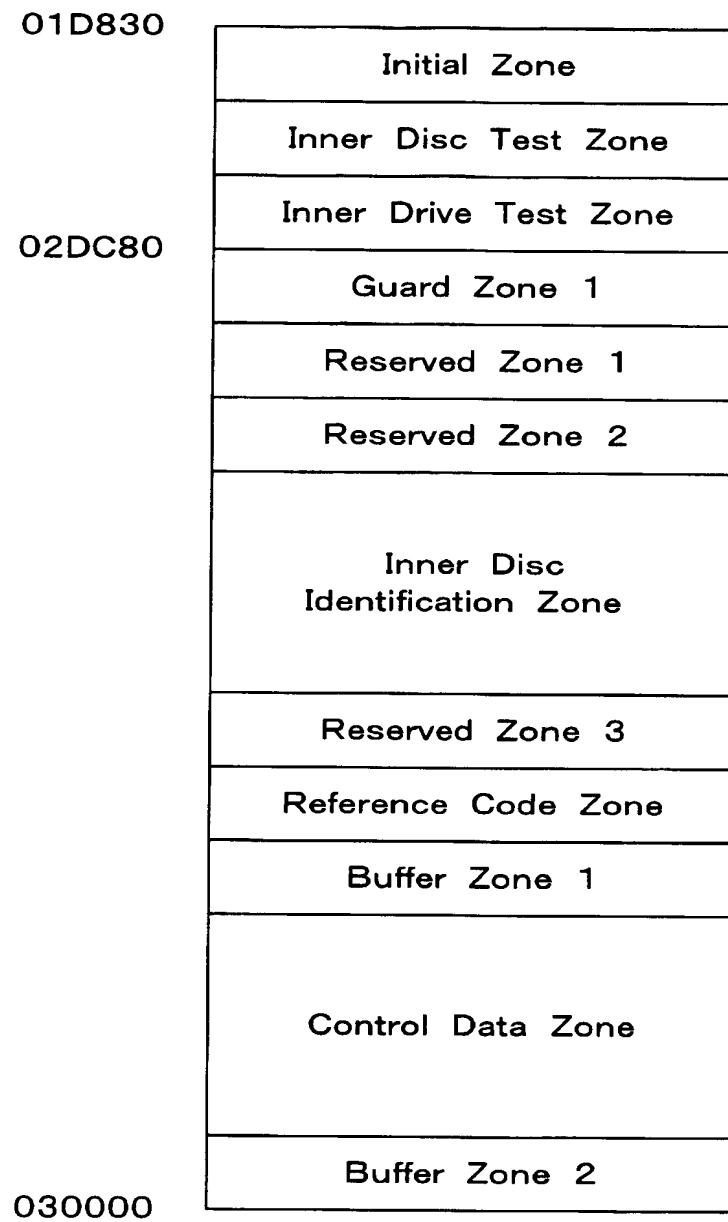 01D830
Initial Zone
Inner Disc Test Zone
Inner Drive Test Zone
02DC80
Guard Zone 1
Reserved Zone 1
Reserved Zone 2
Inner Disc
Identification Zone
Reserved Zone 3
Reference Code Zone
Buffer Zone 1
Control Data Zone
Buffer Zone 2
030000